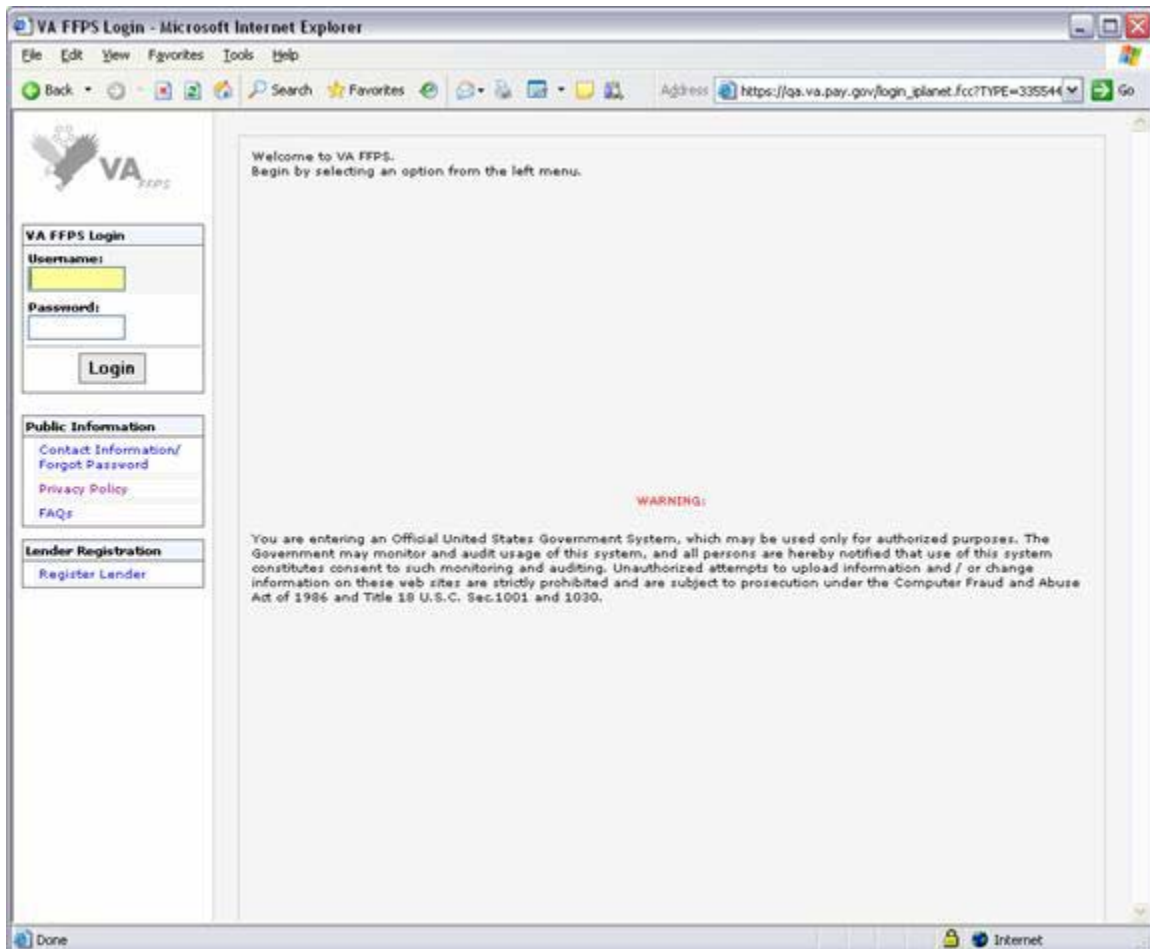 VA FFPS Login - Microsoft Internet Explorer
File Edit View Favorites Tools Help
Back Search Favorites Address https://qa.va.pay.gov/login_iplanet.fcc?TYPE=335544 Go
VA FFPS
VA FFPS Login
Username:
Password:
Login
Public Information
Contact Information/
Forgot Password
Privacy Policy
FAQs
Lender Registration
Register Lender
Welcome to VA FFPS.
Begin by selecting an option from the left menu.
WARNING:
You are entering an Official United States Government System, which may be used only for authorized purposes. The
Government may monitor and audit usage of this system, and all persons are hereby notified that use of this system
constitutes consent to such monitoring and auditing. Unauthorized attempts to upload information and / or change
information on these web sites are strictly prohibited and are subject to prosecution under the Computer Fraud and Abuse
Act of 1986 and Title 18 U.S.C. Sec.1001 and 1030.
Done Internet